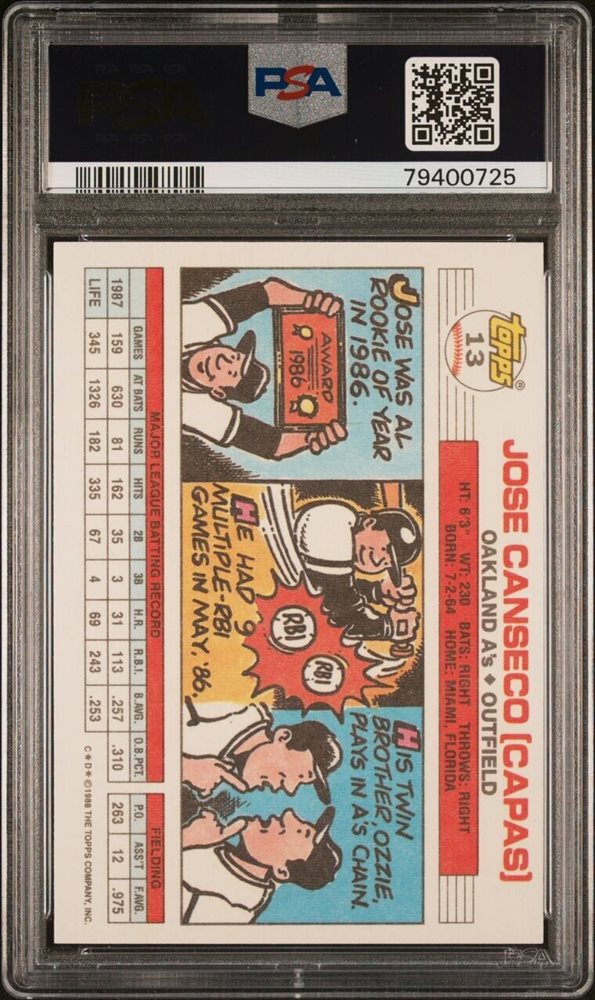 PSA
PSA
79400725
topps®
13
JOSE CANSECO (CAPAS)
OAKLAND A's ♦ OUTFIELD
HT: 6'3" WT: 230 BATS: RIGHT THROWS: RIGHT
BORN: 7-2-64 HOME: MIAMI, FLORIDA
JOSE WAS AL
ROOKIE OF YEAR
IN 1986.
AWARD
1986
HE HAD 9
MULTIPLE-RBI
GAMES IN MAY, '86.
RBI
RBI
HIS TWIN
BROTHER, OZZIE,
PLAYS IN A'S CHAIN.
MAJOR LEAGUE BATTING RECORD FIELDING
GAMES AT BATS RUNS HITS 2B 3B H.R. R.B.I. B.AVG. O.B.PCT. P.O. ASS'T F.AVG.
1987 159 630 81 162 35 3 31 113 .257 .310 263 12 .975
LIFE 345 1326 182 335 67 4 69 243 .253
C*D* ©1988 THE TOPPS COMPANY, INC.
PSA